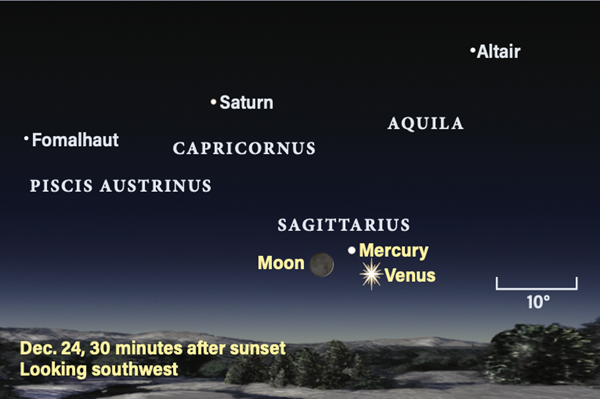 Altair
Saturn
AQUILA
Fomalhaut
CAPRICORNUS
PISCIS AUSTRINUS
SAGITTARIUS
Mercury
Moon
Venus
10°
Dec. 24, 30 minutes after sunset
Looking southwest